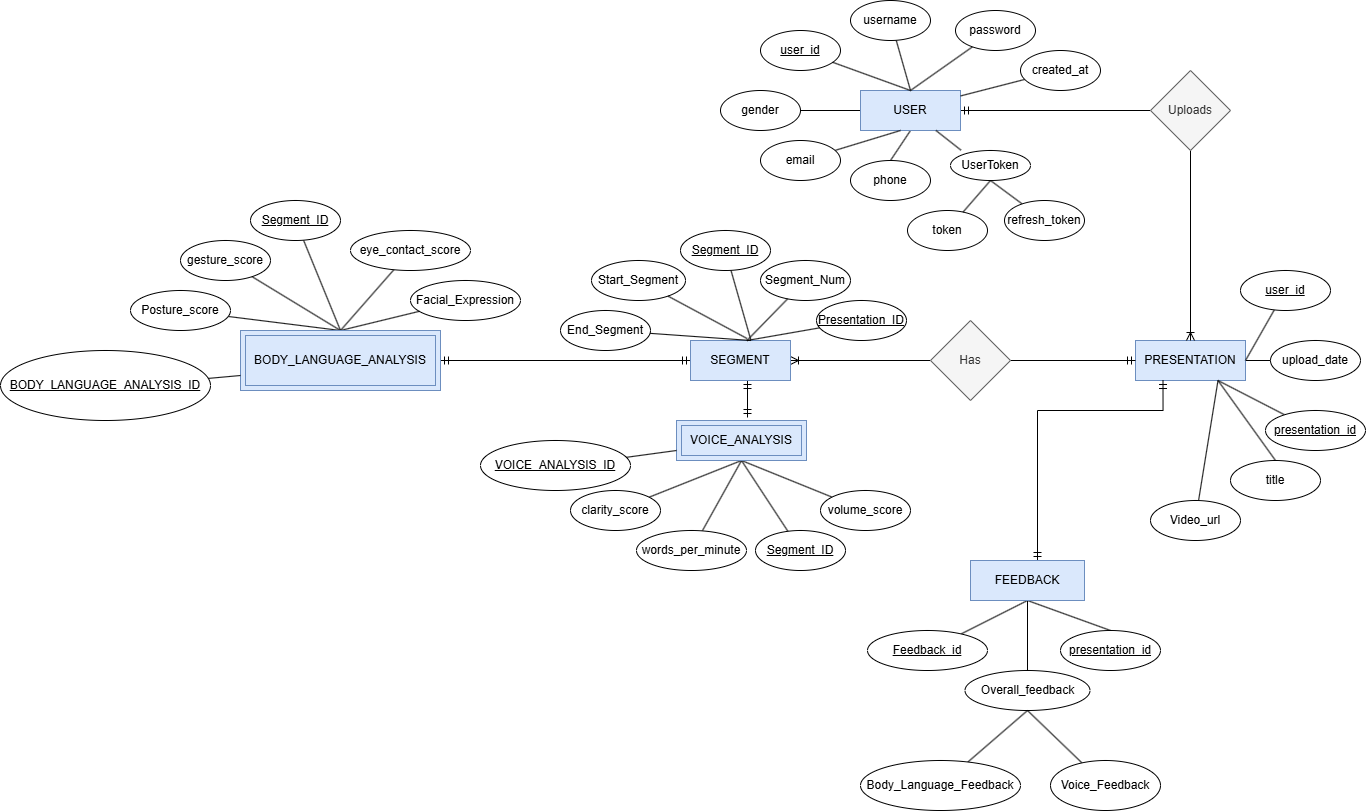 username
password
user_id
created_at
gender
USER
Uploads
email
phone
UserToken
token
refresh_token
Segment_ID
gesture_score
eye_contact_score
Posture_score
Facial_Expression
BODY_LANGUAGE_ANALYSIS
BODY_LANGUAGE_ANALYSIS_ID
Segment_ID
Start_Segment
Segment_Num
End_Segment
Presentation_ID
SEGMENT
Has
user_id
PRESENTATION
upload_date
presentation_id
title
Video_url
VOICE_ANALYSIS
VOICE_ANALYSIS_ID
clarity_score
volume_score
words_per_minute
Segment_ID
FEEDBACK
Feedback_id
presentation_id
Overall_feedback
Body_Language_Feedback
Voice_Feedback